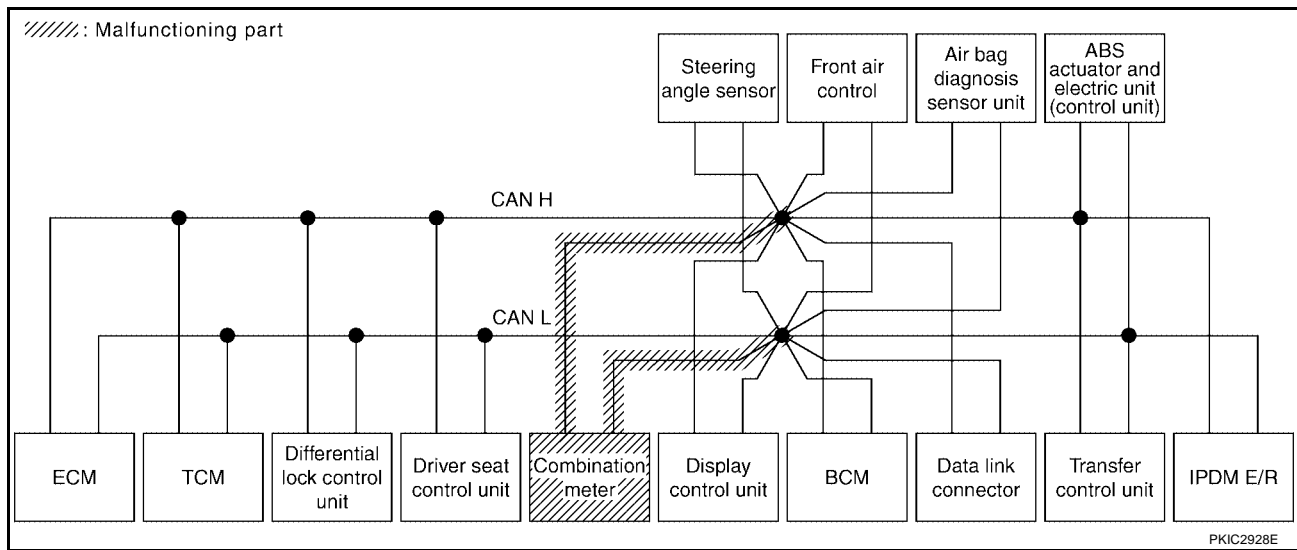 : Malfunctioning part
Steering
angle sensor
Front air
control
Air bag
diagnosis
sensor unit
ABS
actuator and
electric unit
(control unit)
CAN H
CAN L
ECM
TCM
Differential
lock control
unit
Driver seat
control unit
Combination
meter
Display
control unit
BCM
Data link
connector
Transfer
control unit
IPDM E/R
PKIC2928E